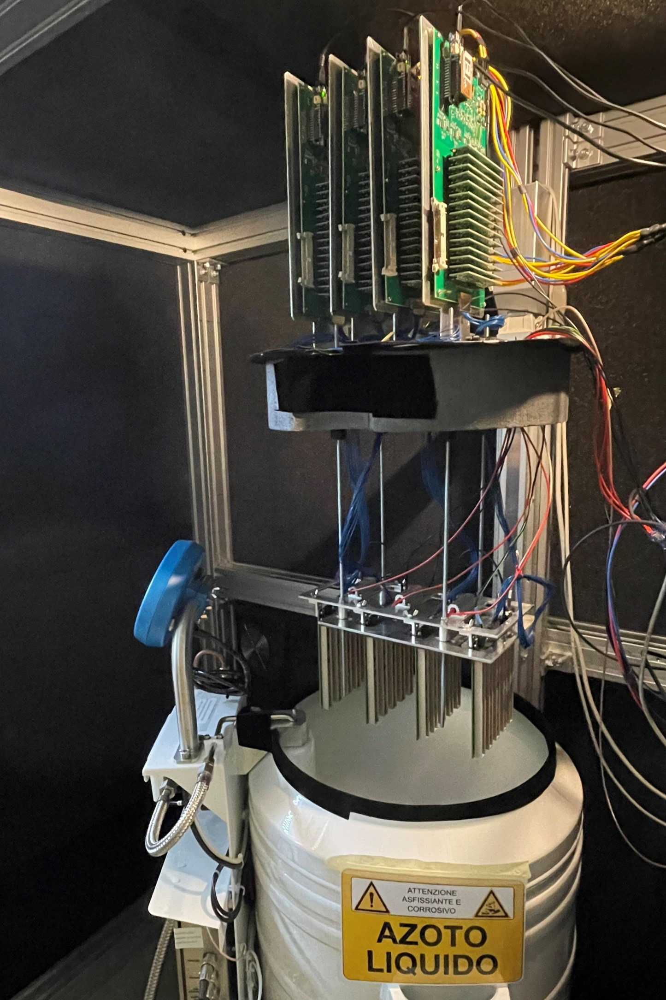 ATTENZIONE
ASFISSIANTE E
CORROSIVO
AZOTO
LIQUIDO